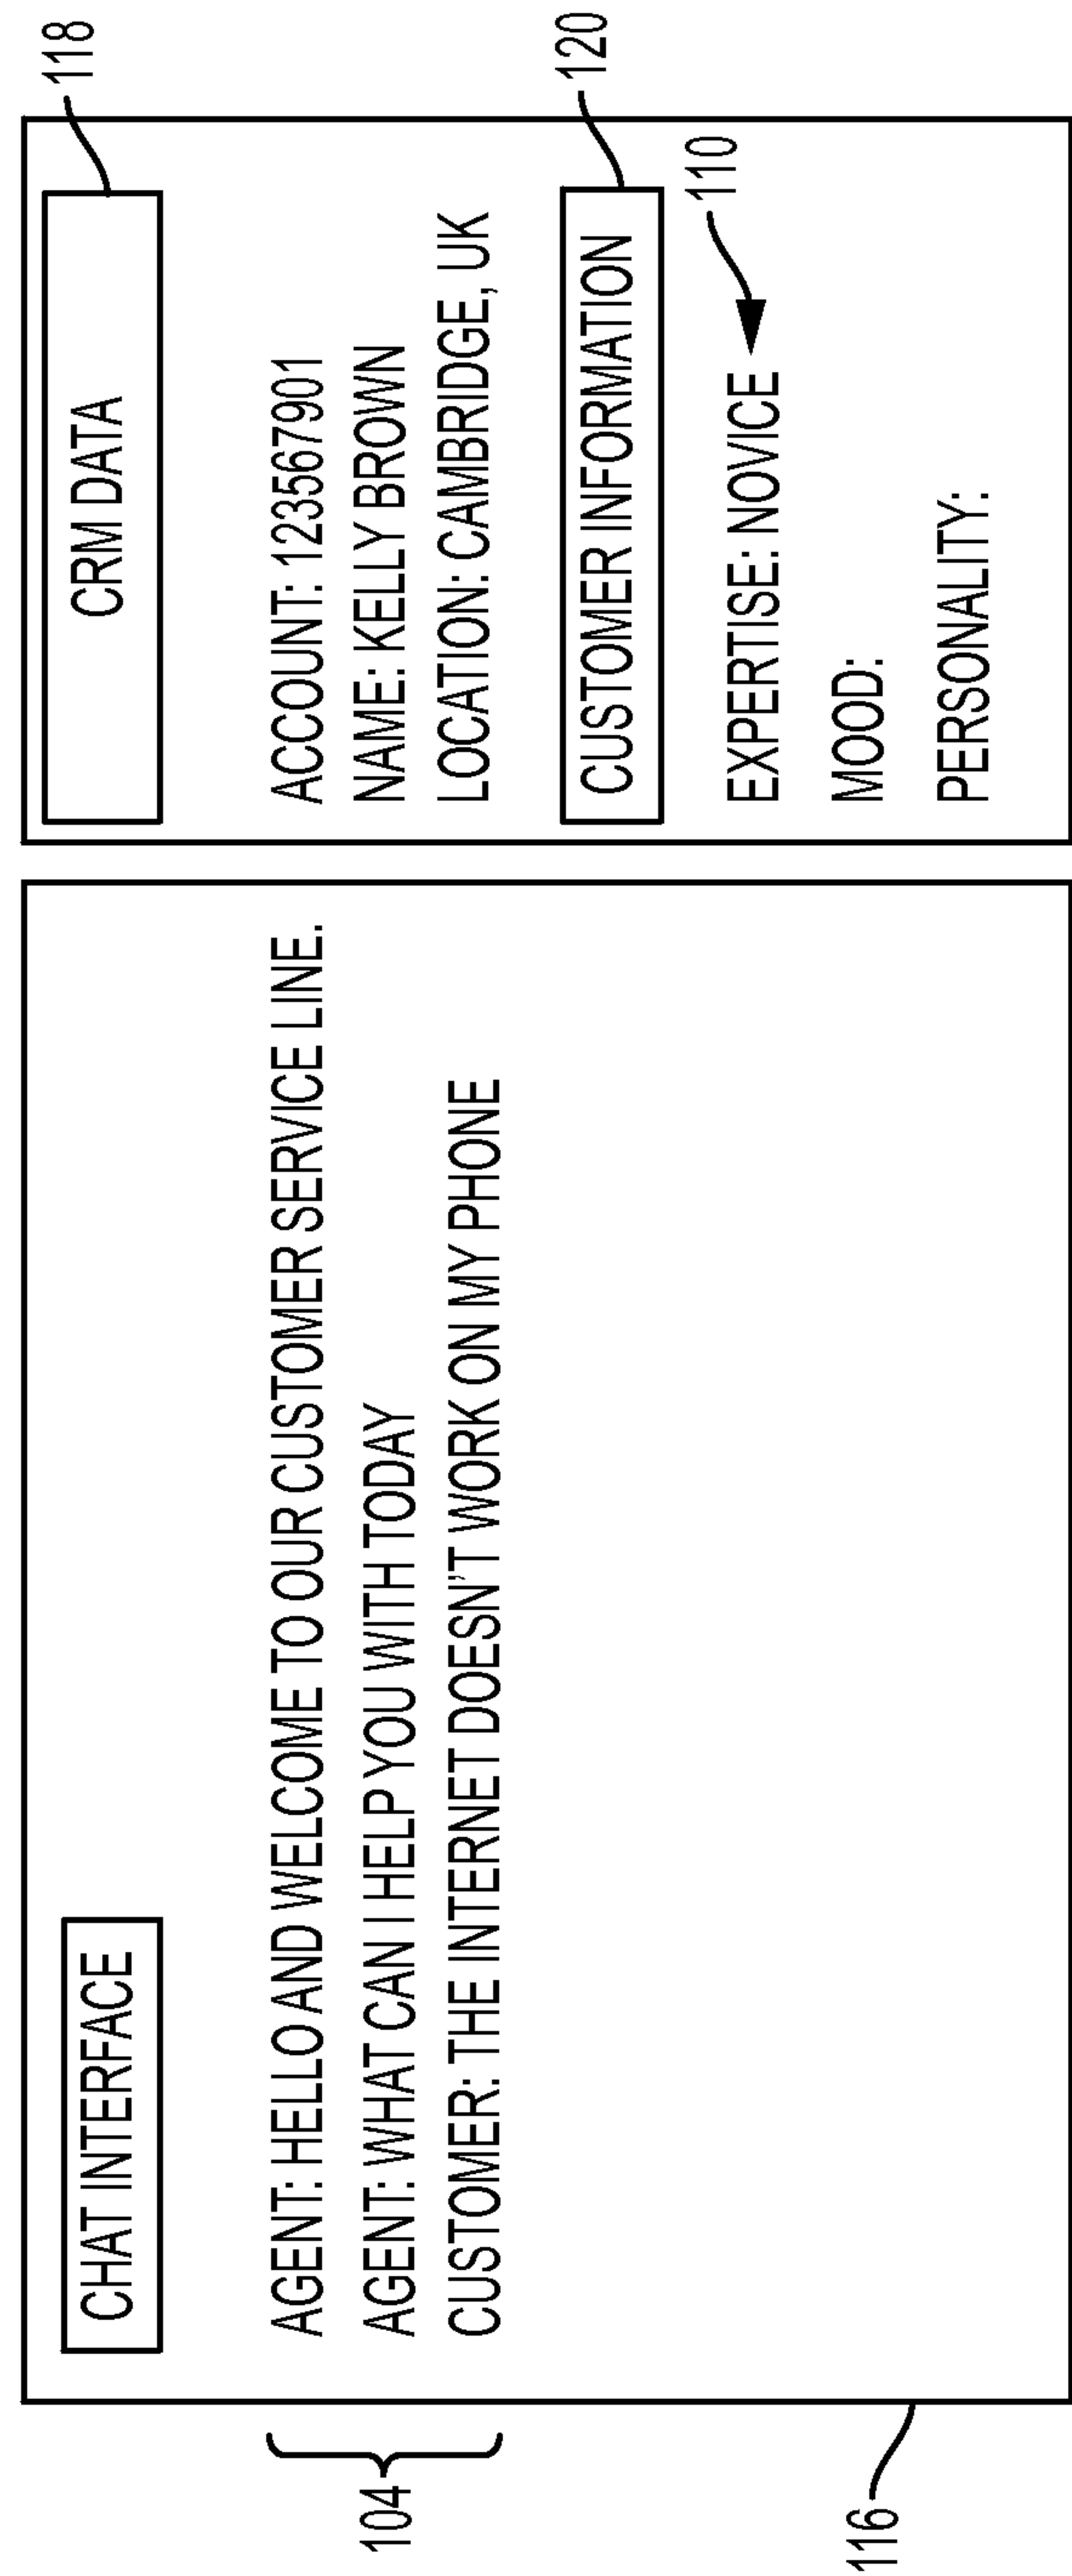 CHAT INTERFACE
AGENT: HELLO AND WELCOME TO OUR CUSTOMER SERVICE LINE.
AGENT: WHAT CAN I HELP YOU WITH TODAY
CUSTOMER: THE INTERNET DOESN'T WORK ON MY PHONE
104
116
CRM DATA
118
ACCOUNT: 123567901
NAME: KELLY BROWN
LOCATION: CAMBRIDGE, UK
CUSTOMER INFORMATION
120
EXPERTISE: NOVICE
110
MOOD:
PERSONALITY: